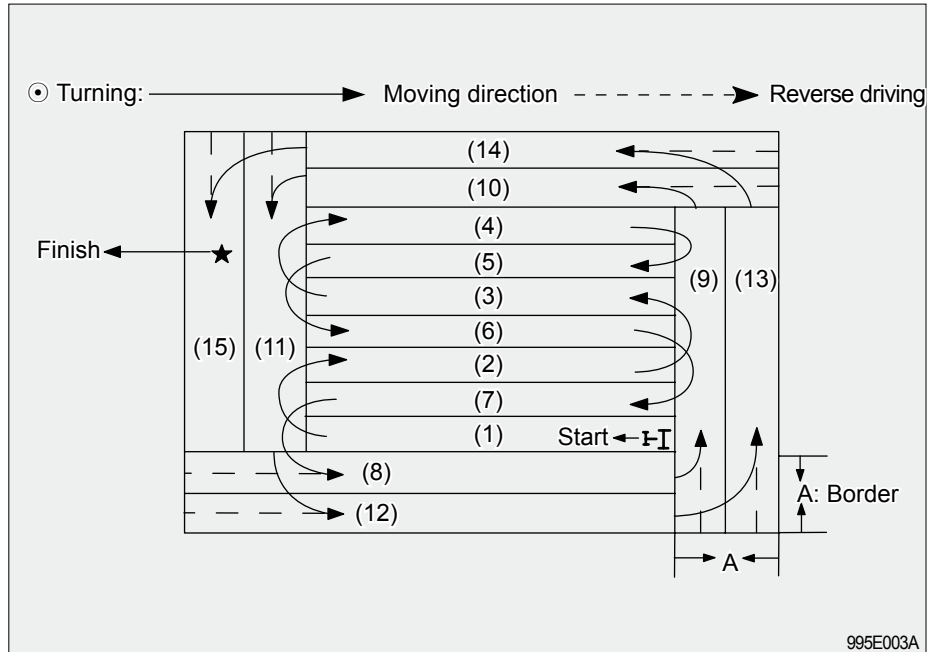 ⊙ Turning: Moving direction Reverse driving
(14)
(10)
(4)
Finish
(5)
(9) (13)
(3)
(6)
(15) (11)
(2)
(7)
(1) Start
(8)
A: Border
(12)
A
995E003A